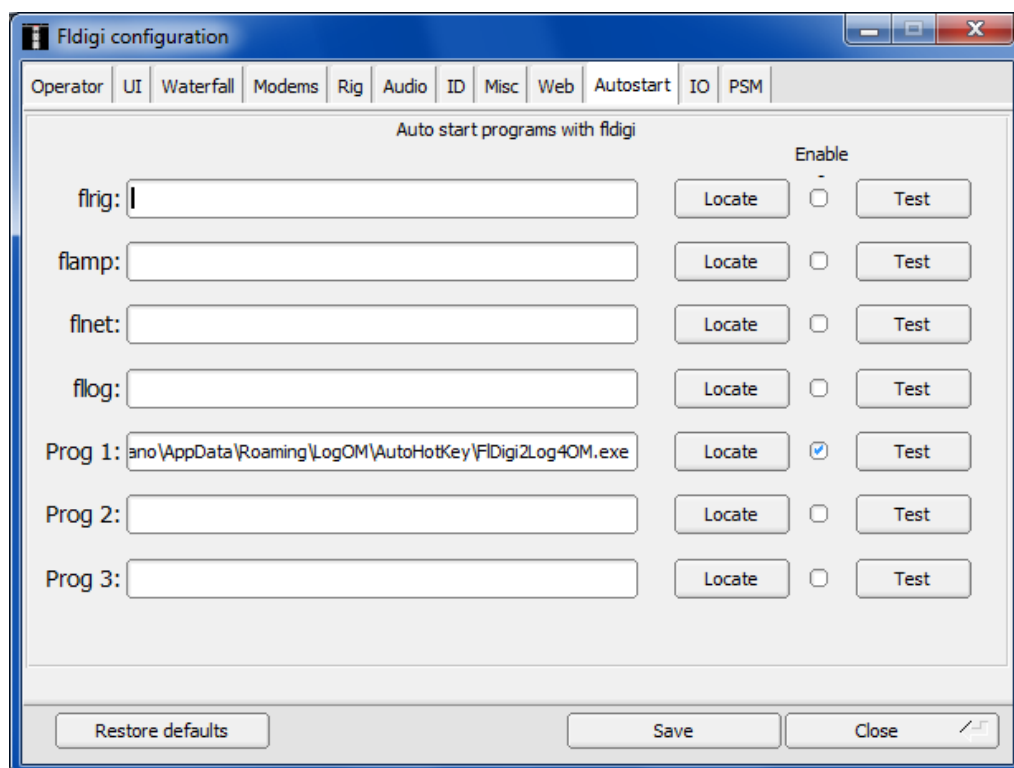 Fldigi configuration
Operator UI Waterfall Modems Rig Audio ID Misc Web Autostart IO PSM
Auto start programs with fldigi
Enable
-
flrig: Locate Test
flamp: Locate Test
flnet: Locate Test
fllog: Locate Test
Prog 1: ano\AppData\Roaming\LogOM\AutoHotKey\FlDigi2Log4OM.exe Locate Test
Prog 2: Locate Test
Prog 3: Locate Test
Restore defaults Save Close